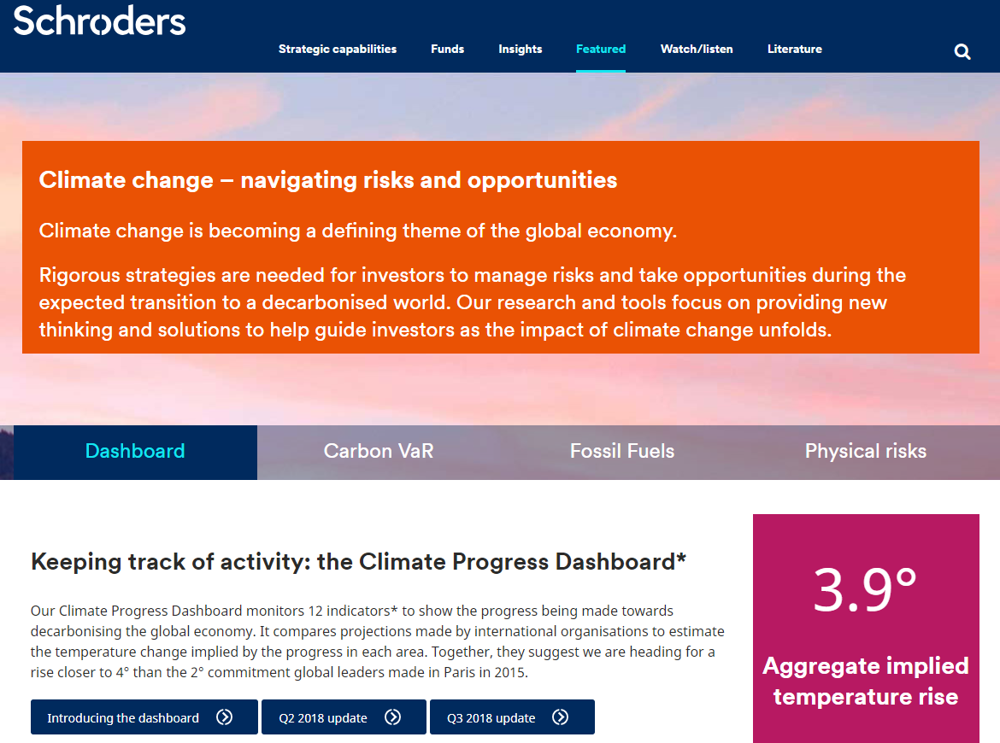 Schroders
Strategic capabilities Funds Insights Featured Watch/listen Literature
Climate change – navigating risks and opportunities
Climate change is becoming a defining theme of the global economy.
Rigorous strategies are needed for investors to manage risks and take opportunities during the
expected transition to a decarbonised world. Our research and tools focus on providing new
thinking and solutions to help guide investors as the impact of climate change unfolds.
Dashboard Carbon VaR Fossil Fuels Physical risks
Keeping track of activity: the Climate Progress Dashboard*
Our Climate Progress Dashboard monitors 12 indicators* to show the progress being made towards
decarbonising the global economy. It compares projections made by international organisations to estimate
the temperature change implied by the progress in each area. Together, they suggest we are heading for a
rise closer to 4° than the 2° commitment global leaders made in Paris in 2015.
Introducing the dashboard Q2 2018 update Q3 2018 update
3.9°
Aggregate implied
temperature rise